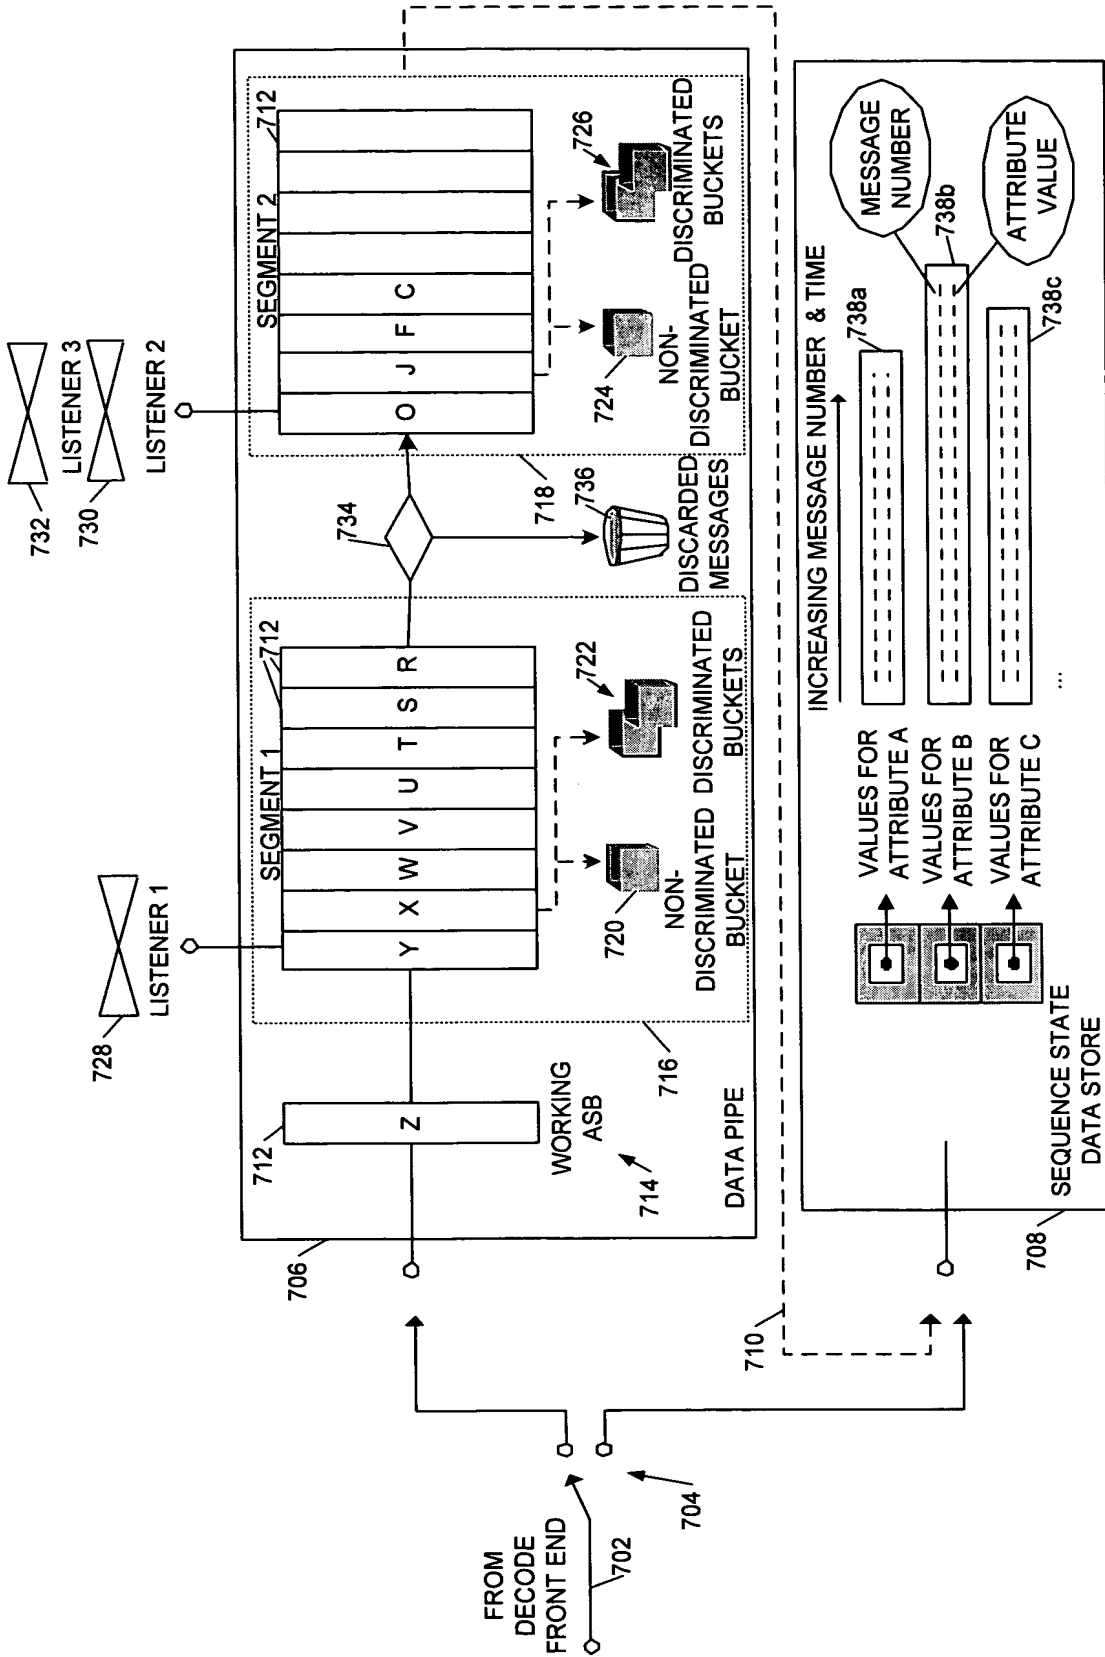 732
LISTENER 3
730
LISTENER 2
728
LISTENER 1
706
712
Z
WORKING
ASB
714
DATA PIPE
716
SEGMENT 1
712
Y X W V U T S R
720
NON-
DISCRIMINATED
BUCKET
722
DISCRIMINATED
BUCKETS
734
736
DISCARDED
MESSAGES
718
SEGMENT 2
712
O J F C
724
NON-
DISCRIMINATED
BUCKET
726
DISCRIMINATED
BUCKETS
FROM
DECODE
FRONT END
702
704
710
708
SEQUENCE STATE
DATA STORE
VALUES FOR
ATTRIBUTE A
VALUES FOR
ATTRIBUTE B
VALUES FOR
ATTRIBUTE C
INCREASING MESSAGE NUMBER & TIME
738a
738b
738c
...
MESSAGE
NUMBER
ATTRIBUTE
VALUE